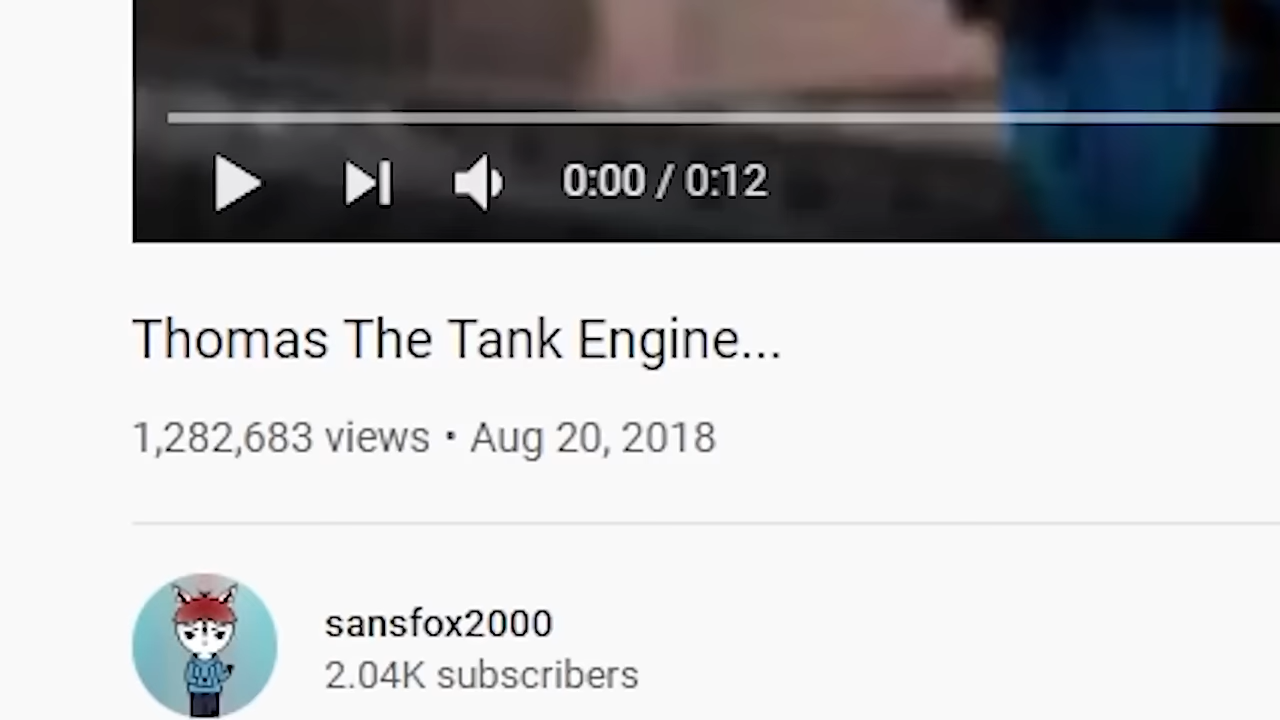 0:00 / 0:12
Thomas The Tank Engine...
1,282,683 views • Aug 20, 2018
sansfox2000
2.04K subscribers